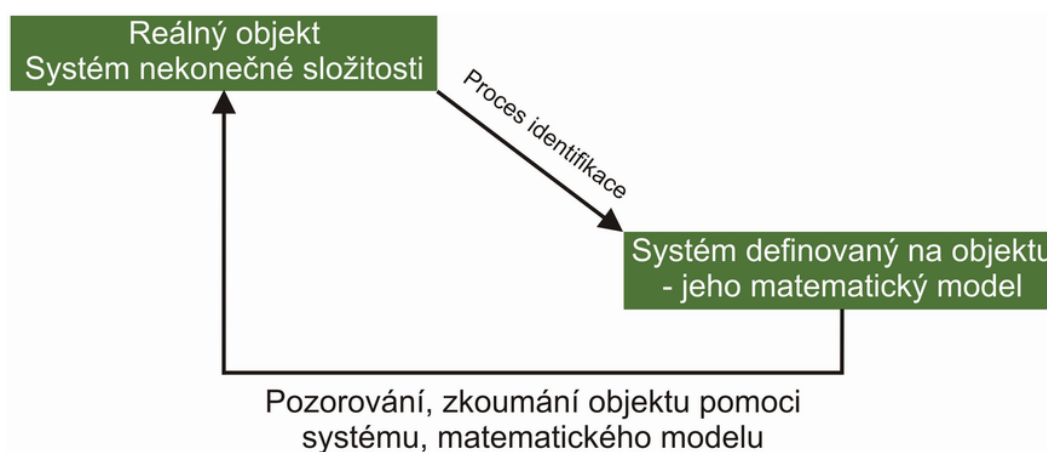 Reálný objekt
Systém nekonečné složitosti
Proces identifikace
Systém definovaný na objektu
- jeho matematický model
Pozorování, zkoumání objektu pomoci
systému, matematického modelu